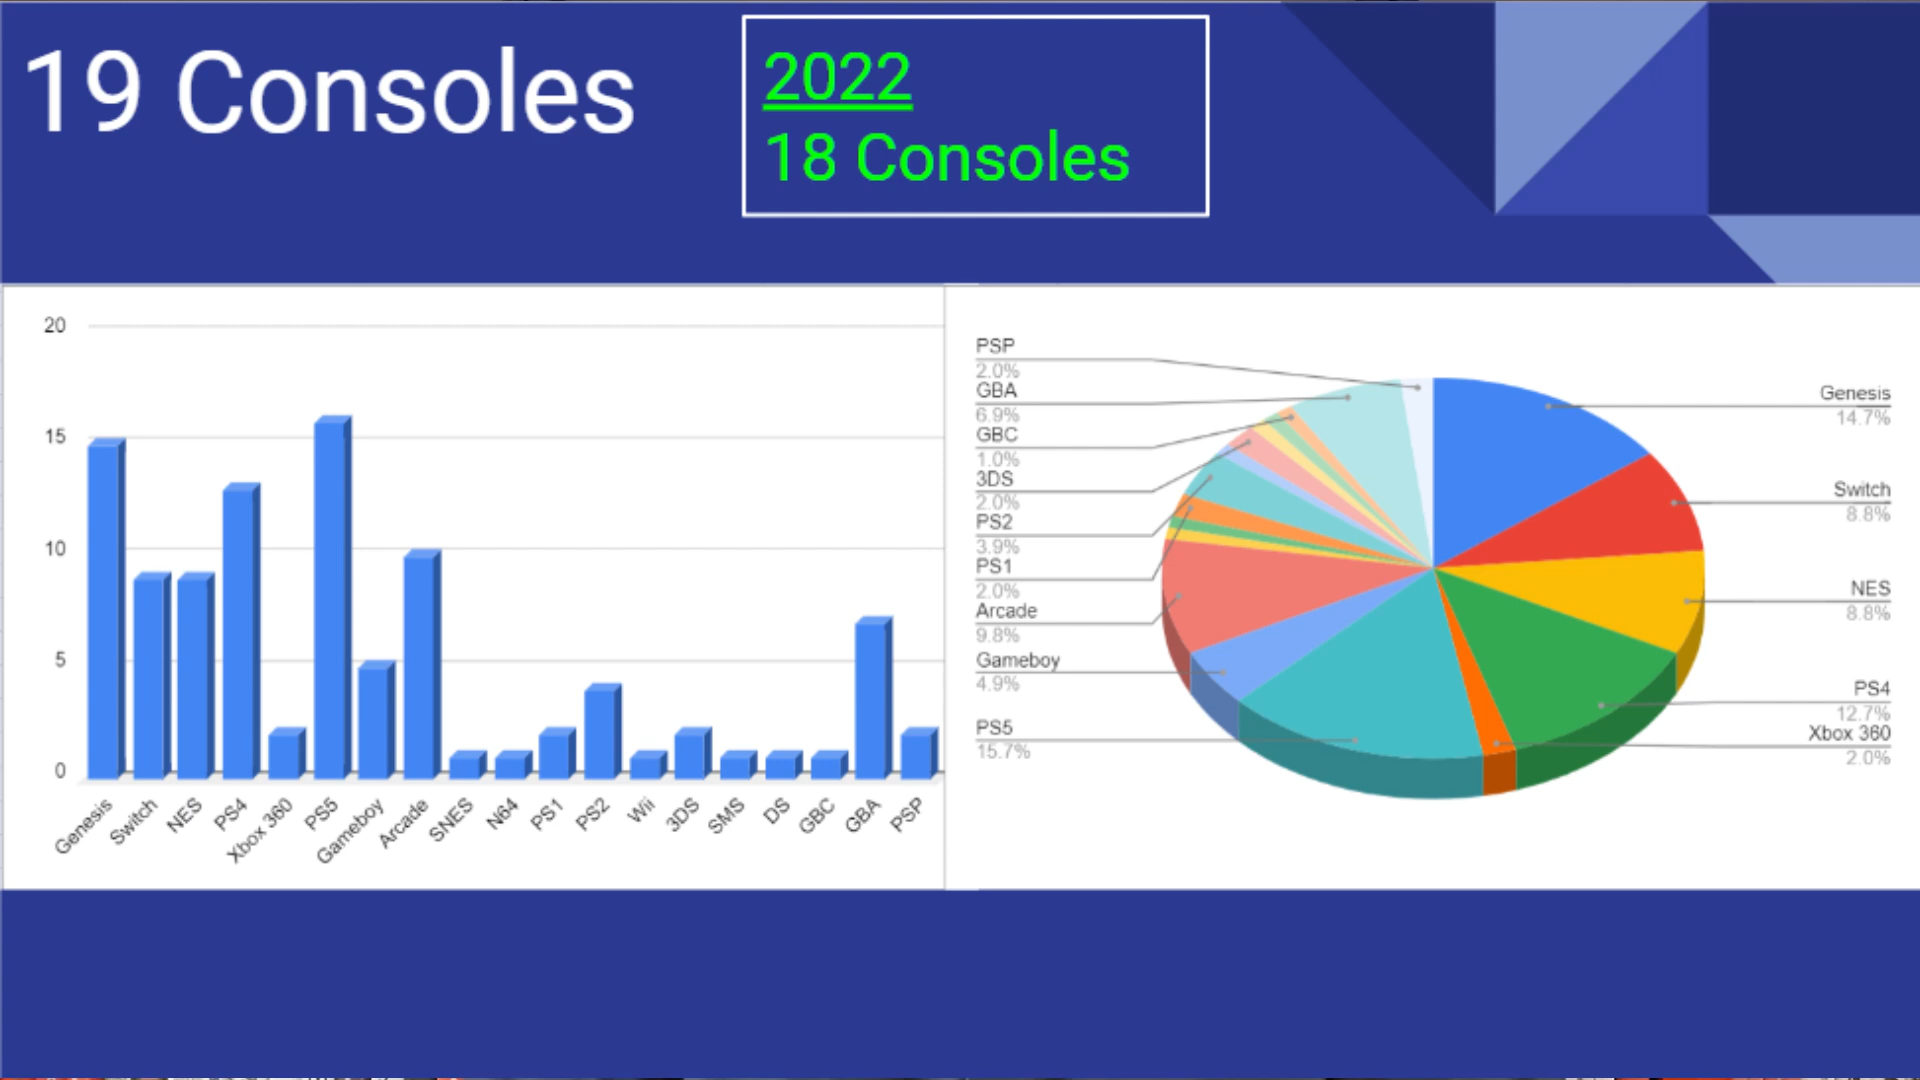 19 Consoles
2022
18 Consoles
20
15
10
5
0
Genesis
Switch
NES
PS4
Xbox 360
PS5
Gameboy
Arcade
SNES
N64
PS1
PS2
Wii
3DS
SMS
DS
GBC
GBA
PSP
PSP
2.0%
GBA
6.9%
GBC
1.0%
3DS
2.0%
PS2
3.9%
PS1
2.0%
Arcade
9.8%
Gameboy
4.9%
PS5
15.7%
Genesis
14.7%
Switch
8.8%
NES
8.8%
PS4
12.7%
Xbox 360
2.0%